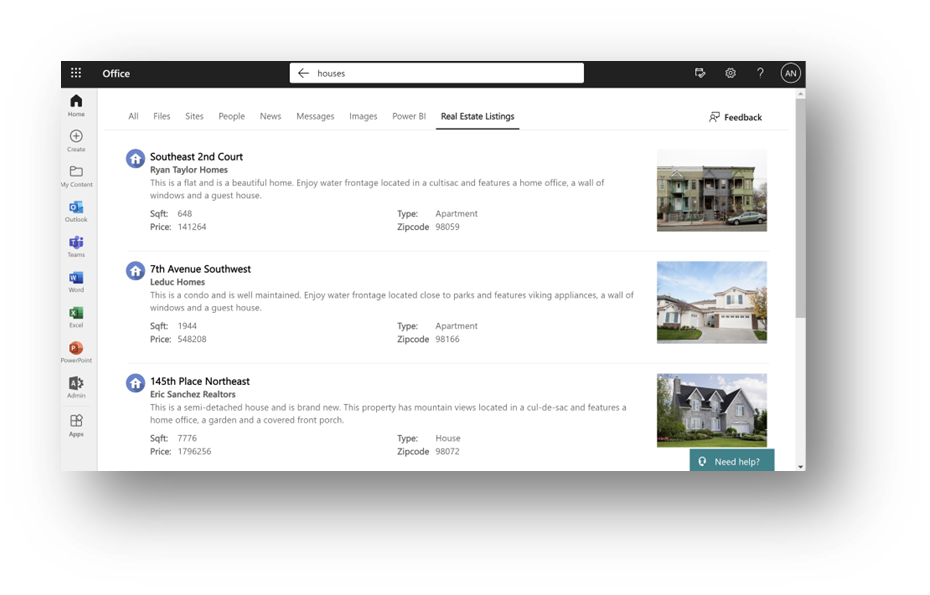 Office
houses
AN
Home
Create
My Content
Outlook
Teams
Word
Excel
PowerPoint
Admin
Apps
All Files Sites People News Messages Images Power BI Real Estate Listings
Feedback
Southeast 2nd Court
Ryan Taylor Homes
This is a flat and is a beautiful home. Enjoy water frontage located in a cultisac and features a home office, a wall of
windows and a guest house.
Sqft: 648 Type: Apartment
Price: 141264 Zipcode 98059
7th Avenue Southwest
Leduc Homes
This is a condo and is well maintained. Enjoy water frontage located close to parks and features viking appliances, a wall of
windows and a guest house.
Sqft: 1944 Type: Apartment
Price: 548208 Zipcode 98166
145th Place Northeast
Eric Sanchez Realtors
This is a semi-detached house and is brand new. This property has mountain views located in a cul-de-sac and features a
home office, a garden and a covered front porch.
Sqft: 7776 Type: House
Price: 1796256 Zipcode 98072
Need help?